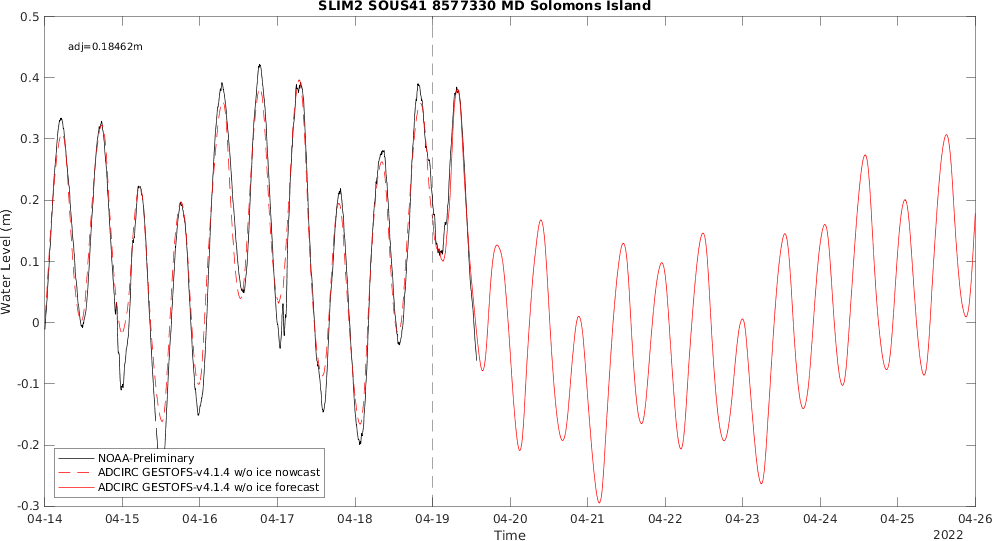 SLIM2 SOUS41 8577330 MD Solomons Island
adj=0.18462m
0.5
0.4
0.3
0.2
0.1
0
-0.1
-0.2
-0.3
Water Level (m)
NOAA-Preliminary
ADCIRC GESTOFS-v4.1.4 w/o ice nowcast
ADCIRC GESTOFS-v4.1.4 w/o ice forecast
04-14 04-15 04-16 04-17 04-18 04-19 04-20 04-21 04-22 04-23 04-24 04-25 04-26
Time
2022